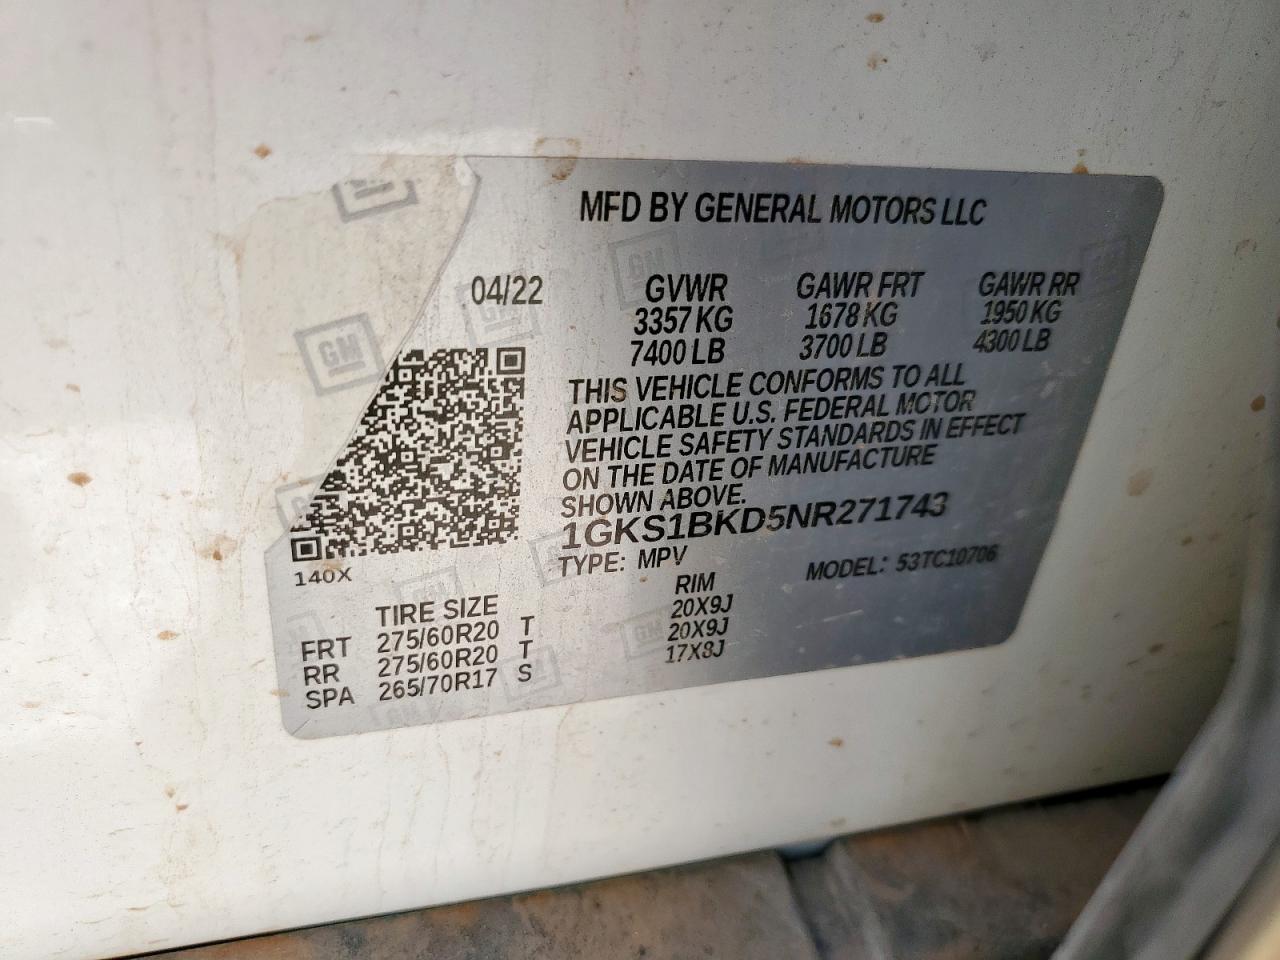 MFD BY GENERAL MOTORS LLC
04/22
GVWR GAWR FRT GAWR RR
3357 KG 1678 KG 1950 KG
7400 LB 3700 LB 4300 LB
THIS VEHICLE CONFORMS TO ALL
APPLICABLE U.S. FEDERAL MOTOR
VEHICLE SAFETY STANDARDS IN EFFECT
ON THE DATE OF MANUFACTURE
SHOWN ABOVE.
1GKS1BKD5NR271743
TYPE: MPV MODEL: 53TC10706
140X
TIRE SIZE RIM
FRT 275/60R20 T 20X9J
RR 275/60R20 T 20X9J
SPA 265/70R17 S 17X8J
GM
GM
GM